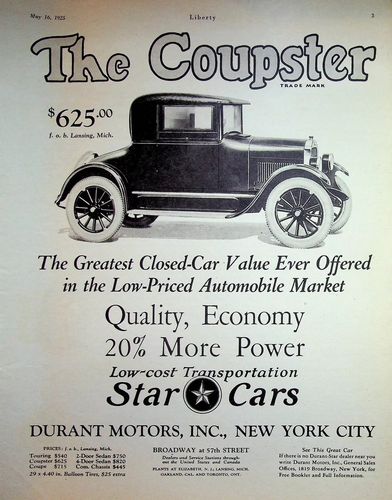 May 16, 1925 Liberty 3
The Coupster
TRADE MARK
$625.00
f. o. b. Lansing, Mich.
The Greatest Closed-Car Value Ever Offered
in the Low-Priced Automobile Market
Quality, Economy
20% More Power
Low-cost Transportation
Star Cars
DURANT MOTORS, INC., NEW YORK CITY
PRICES: f. o. b., Lansing, Mich.
Touring $540 2-Door Sedan $750
Coupster $625 4-Door Sedan $820
Coupe $715 Com. Chassis $445
29 x 4.40 in. Balloon Tires, $25 extra
BROADWAY at 57th STREET
Dealers and Service Stations through-
out the United States and Canada
PLANTS AT ELIZABETH, N. J., LANSING, MICH.
OAKLAND, CAL. AND TORONTO, ONT.
See This Great Car
If there is no Durant-Star dealer near you
write Durant Motors, Inc., General Sales
Offices, 1819 Broadway, New York, for
Free Booklet and Full Information.